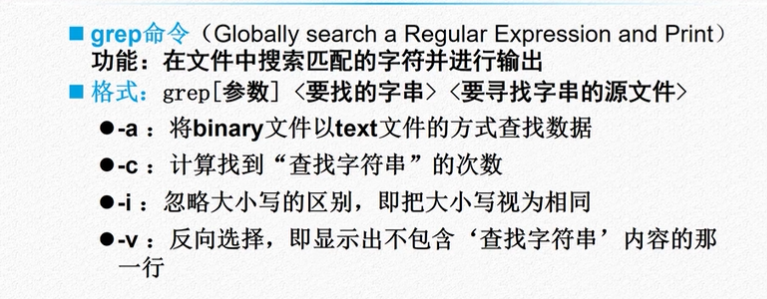 grep命令（Globally search a Regular Expression and Print）
功能：在文件中搜索匹配的字符并进行输出
格式：grep[参数] <要找的字串> <要寻找字串的源文件>
●-a ：将binary文件以text文件的方式查找数据
●-c ：计算找到“查找字符串”的次数
●-i ：忽略大小写的区别，即把大小写视为相同
●-v ：反向选择，即显示出不包含‘查找字符串’内容的那
一行